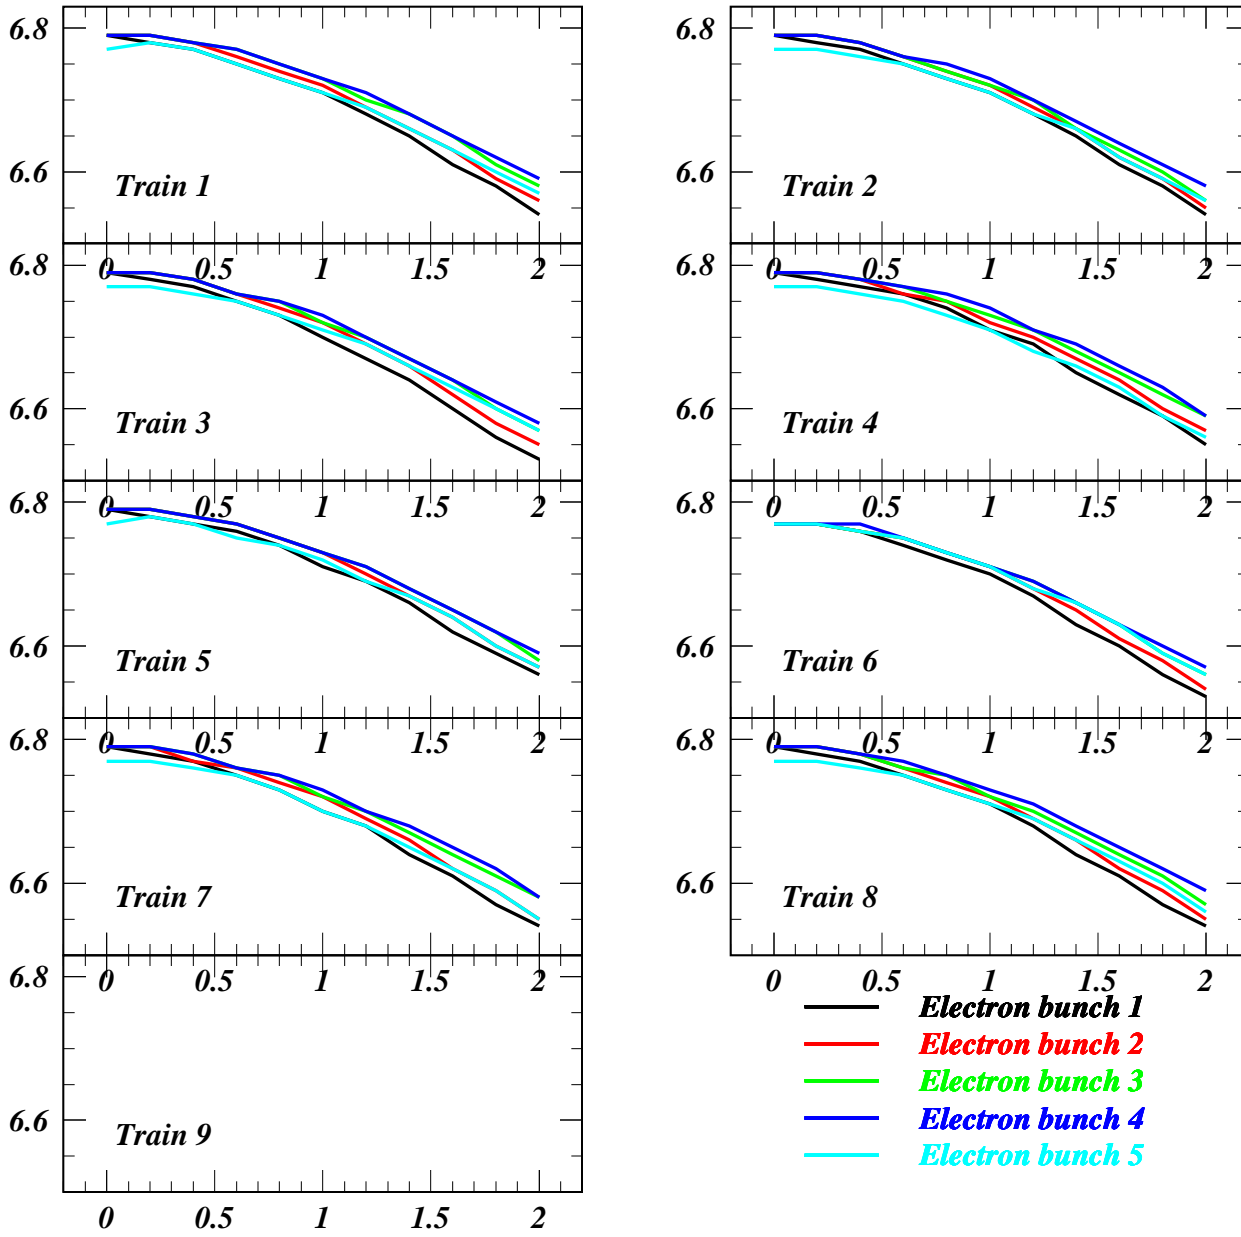 6.8
6.6
Train 1
6.8
6.6
Train 2
0 0.5 1 1.5 2
6.8
6.6
Train 3
0 0.5 1 1.5 2
6.8
6.6
Train 4
0 0.5 1 1.5 2
6.8
6.6
Train 5
0 0.5 1 1.5 2
6.8
6.6
Train 6
0 0.5 1 1.5 2
6.8
6.6
Train 7
0 0.5 1 1.5 2
6.8
6.6
Train 8
0 0.5 1 1.5 2
6.8
6.6
Train 9
0 0.5 1 1.5 2
0 0.5 1 1.5 2
Electron bunch 1
Electron bunch 2
Electron bunch 3
Electron bunch 4
Electron bunch 5